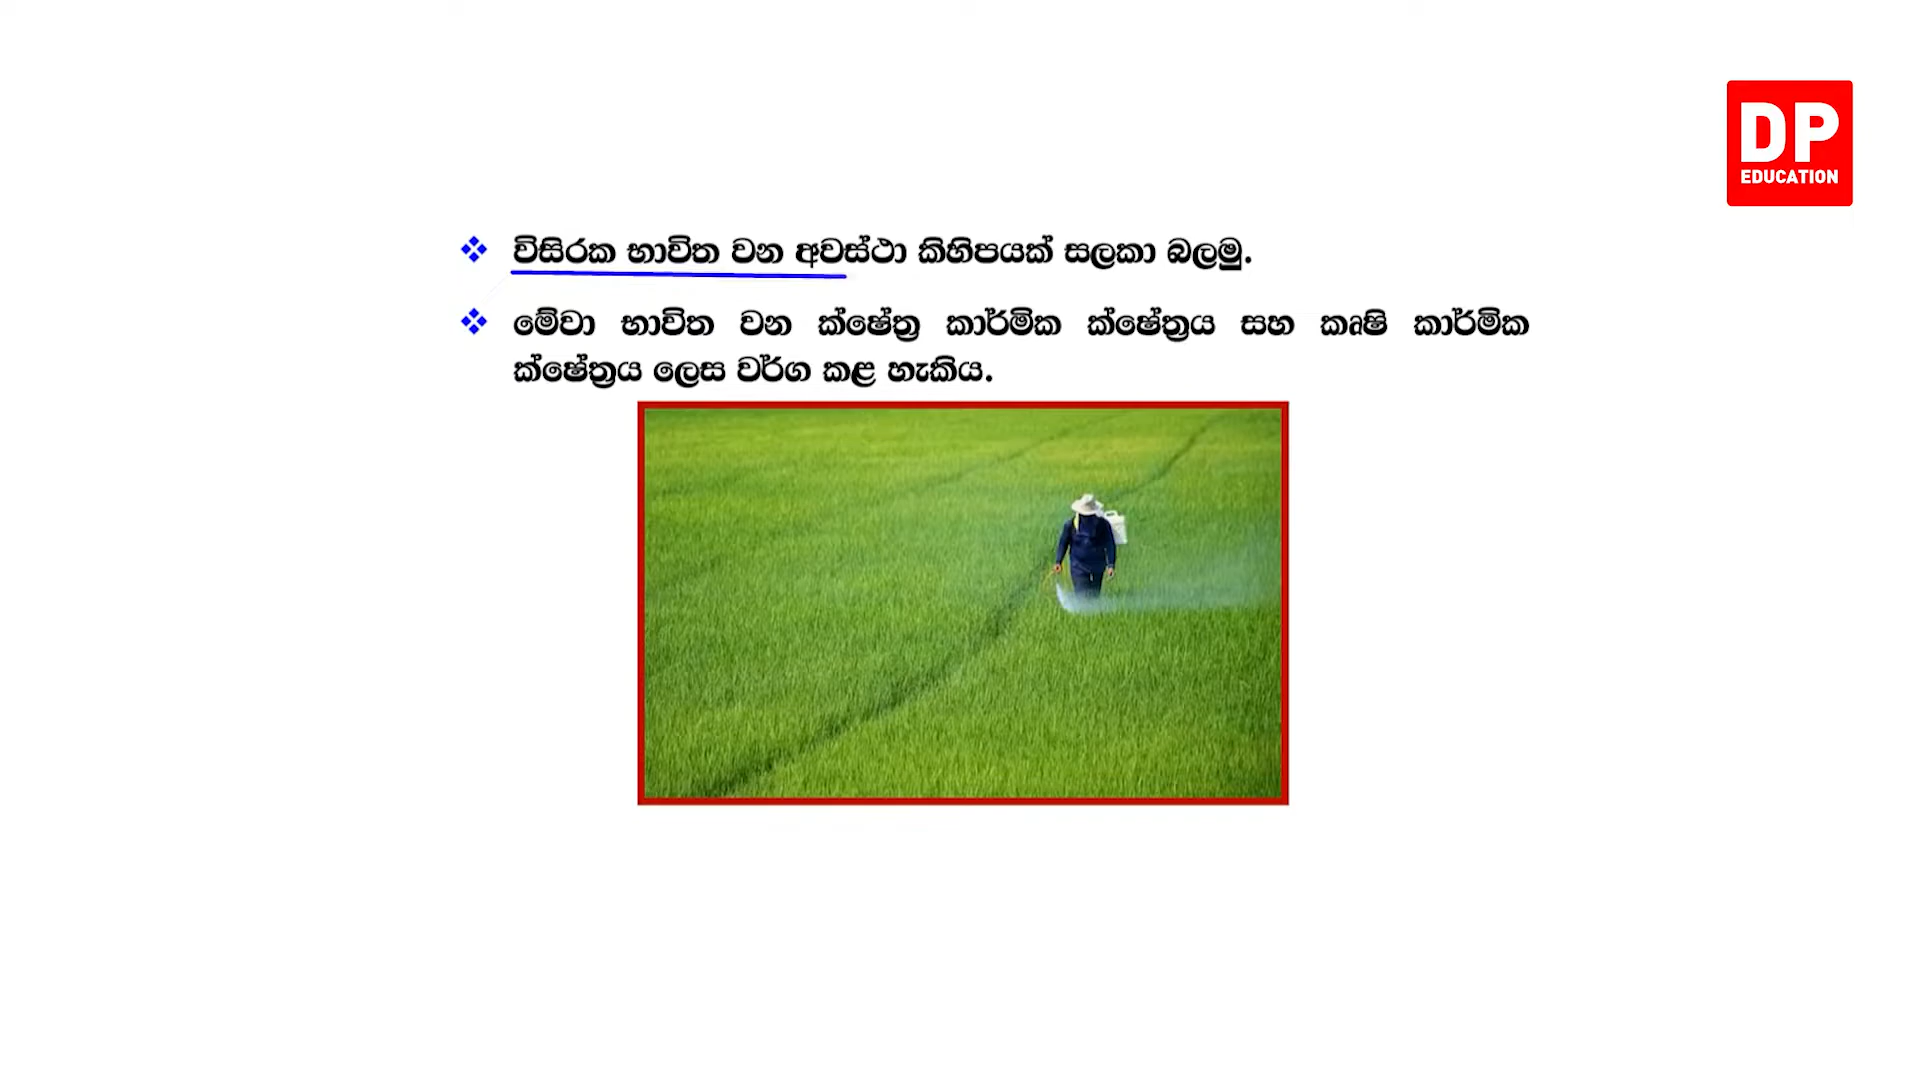 DP
EDUCATION
❖ විසිරක භාවිත වන අවස්ථා කිහිපයක් සලකා බලමු.
❖ මේවා භාවිත වන ක්ෂේත්‍ර කාර්මික ක්ෂේත්‍රය සහ කෘෂි කාර්මික
ක්ෂේත්‍රය ලෙස වර්ග කළ හැකිය.